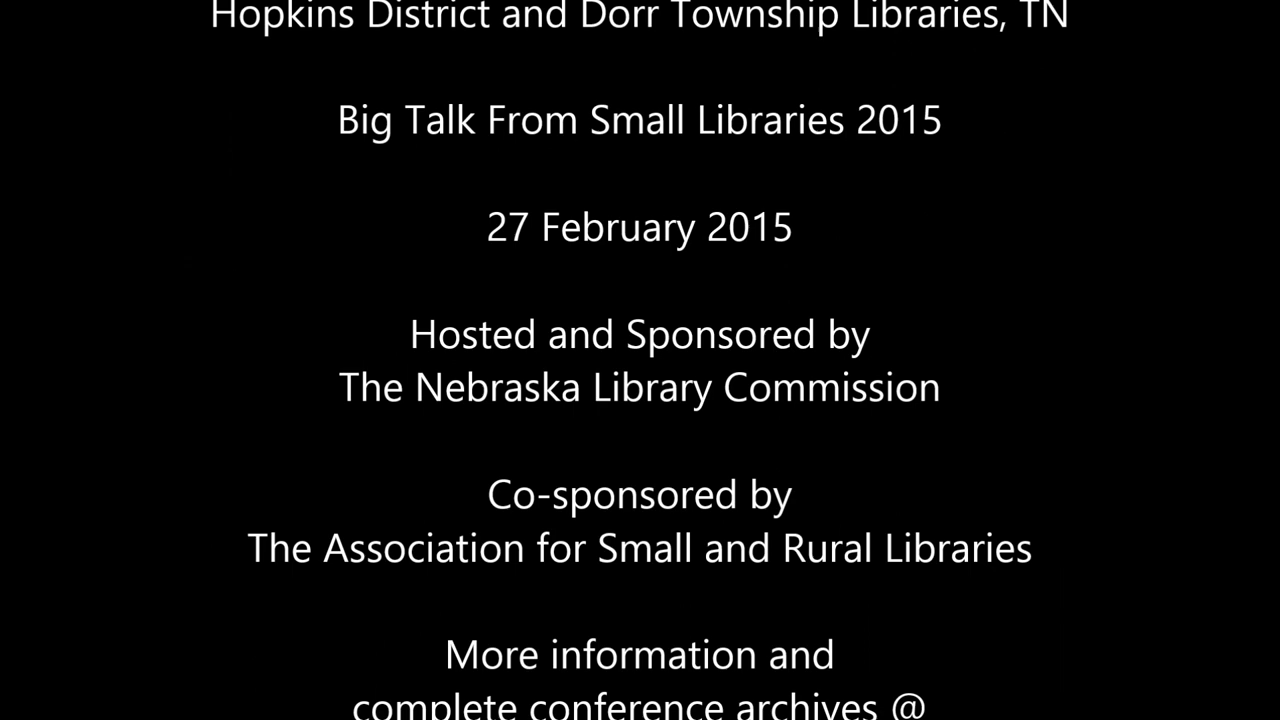 Hopkins District and Dorr Township Libraries, TN
Big Talk From Small Libraries 2015
27 February 2015
Hosted and Sponsored by
The Nebraska Library Commission
Co-sponsored by
The Association for Small and Rural Libraries
More information and
complete conference archives @